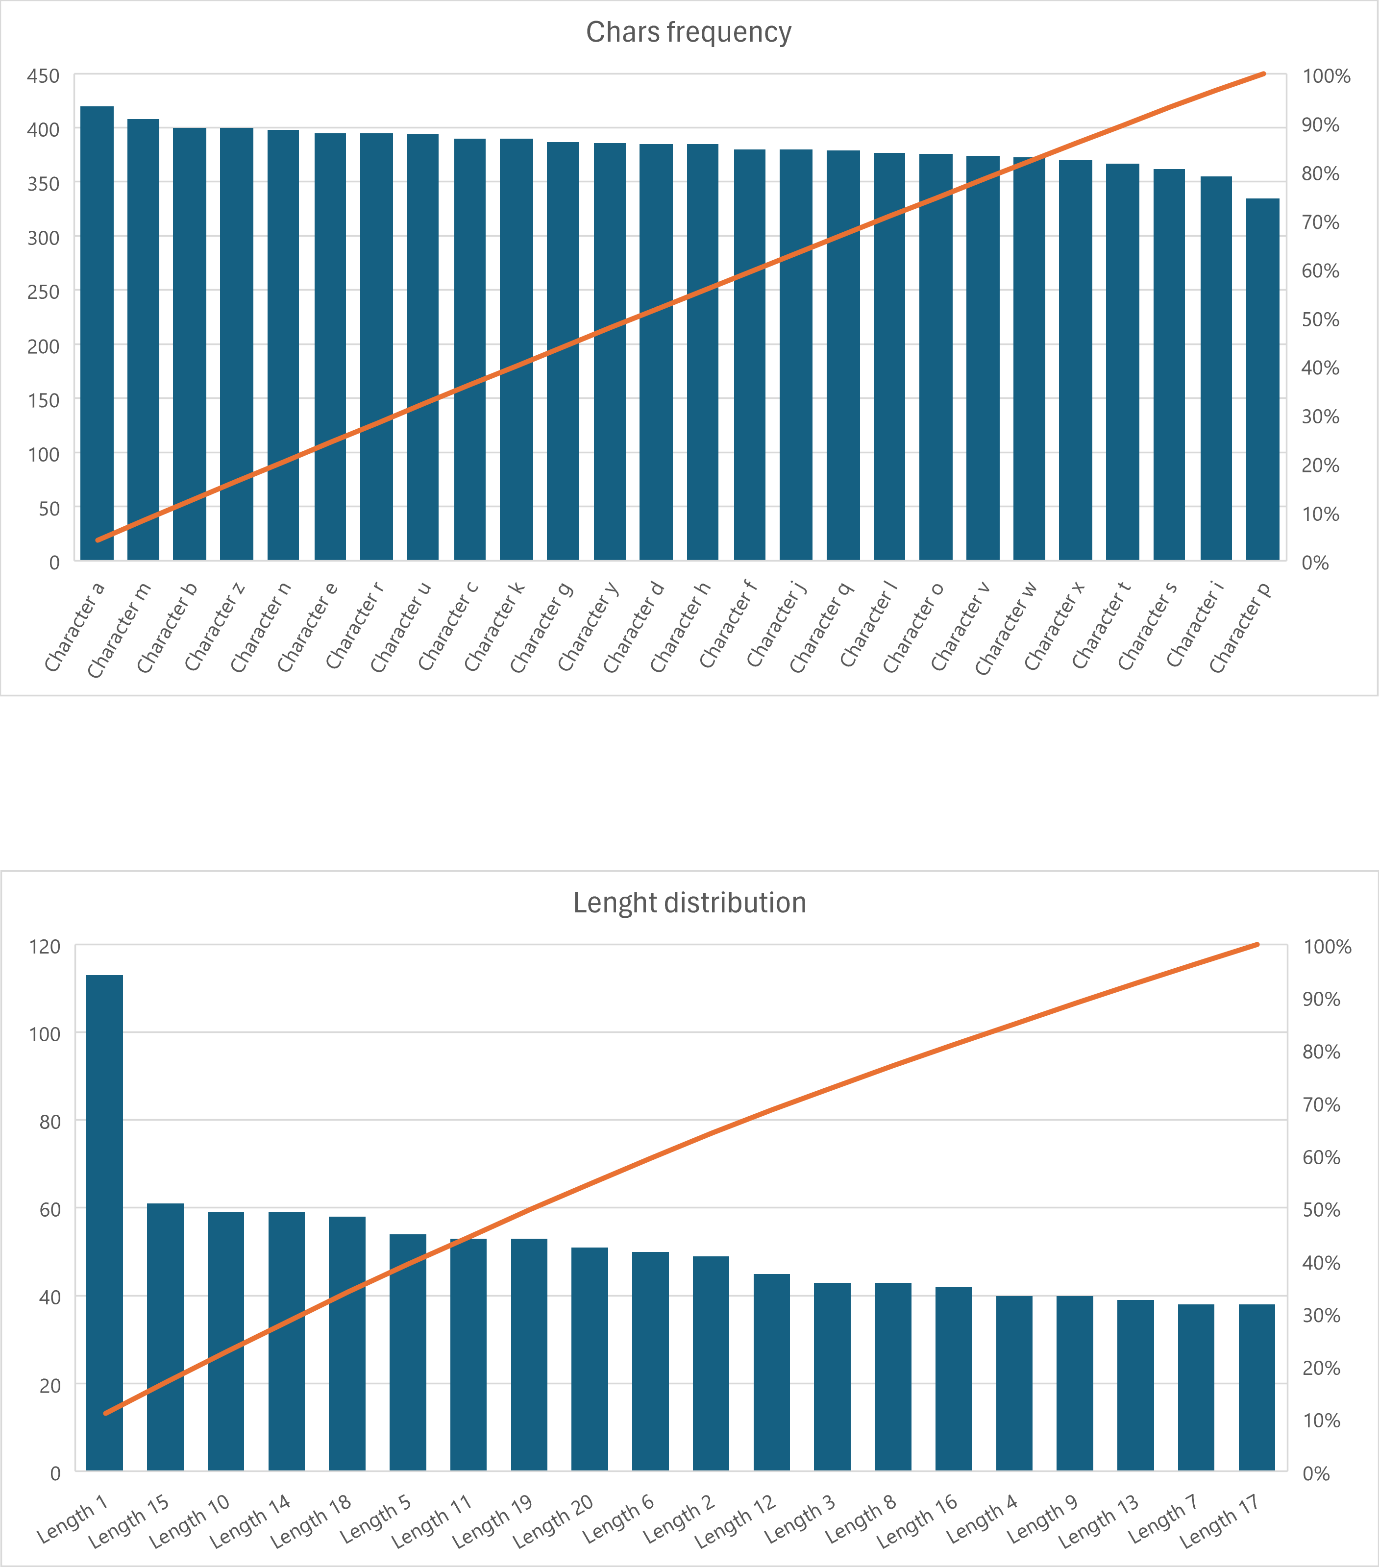 Chars frequency
450
400
350
300
250
200
150
100
50
0
100%
90%
80%
70%
60%
50%
40%
30%
20%
10%
0%
Character a
Character m
Character b
Character z
Character n
Character e
Character r
Character u
Character c
Character k
Character g
Character y
Character d
Character h
Character f
Character j
Character q
Character l
Character o
Character v
Character w
Character x
Character t
Character s
Character i
Character p
Lenght distribution
120
100
80
60
40
20
0
100%
90%
80%
70%
60%
50%
40%
30%
20%
10%
0%
Length 1
Length 15
Length 10
Length 14
Length 18
Length 5
Length 11
Length 19
Length 20
Length 6
Length 2
Length 12
Length 3
Length 8
Length 16
Length 4
Length 9
Length 13
Length 7
Length 17